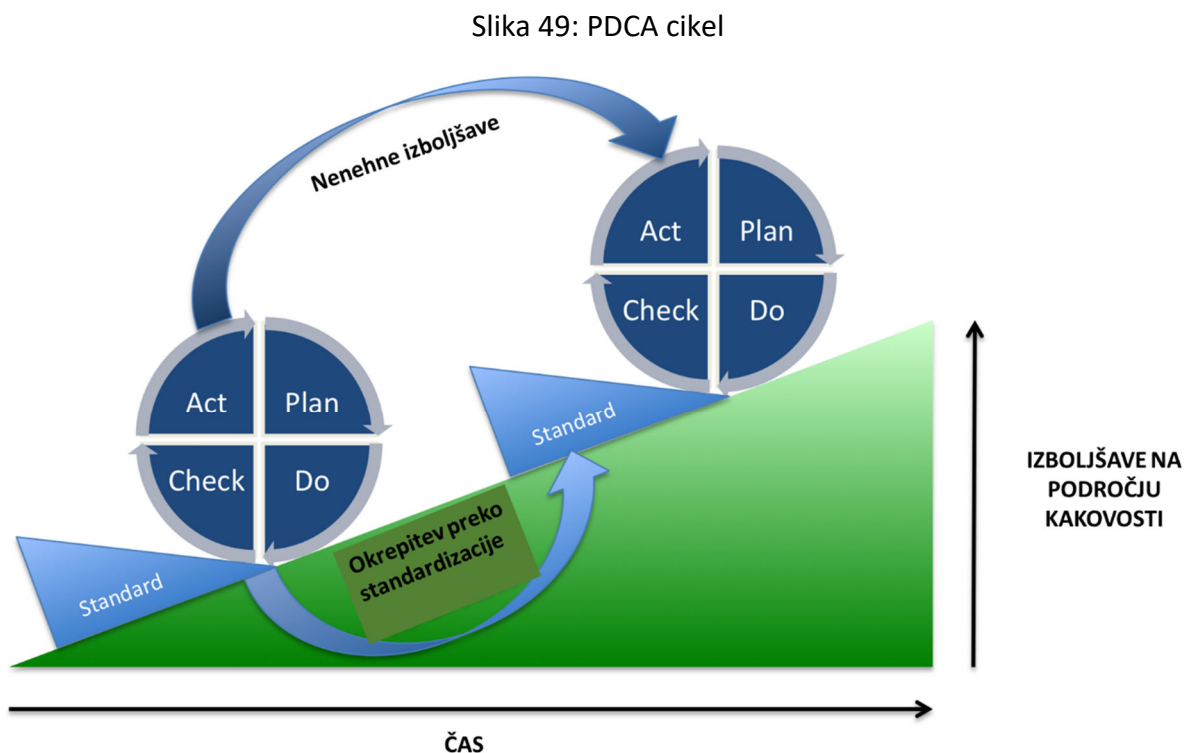 Slika 49: PDCA cikel
Nenehne izboljšave
Act
Plan
Check
Do
Act
Plan
Check
Do
Standard
Standard
Okrepitev preko
standardizacije
IZBOLJŠAVE NA
PODROČJU
KAKOVOSTI
ČAS